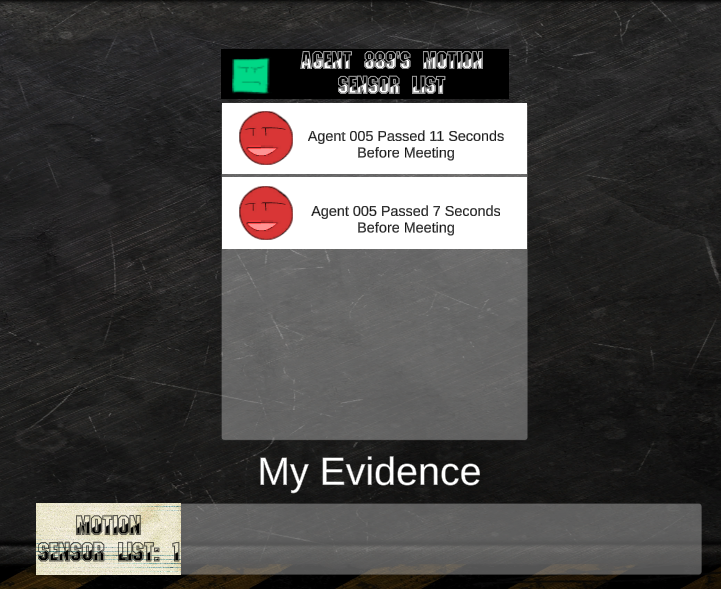 AGENT 889'S MOTION
SENSOR LIST
Agent 005 Passed 11 Seconds
Before Meeting
Agent 005 Passed 7 Seconds
Before Meeting
My Evidence
MOTION
SENSOR LIST: 1